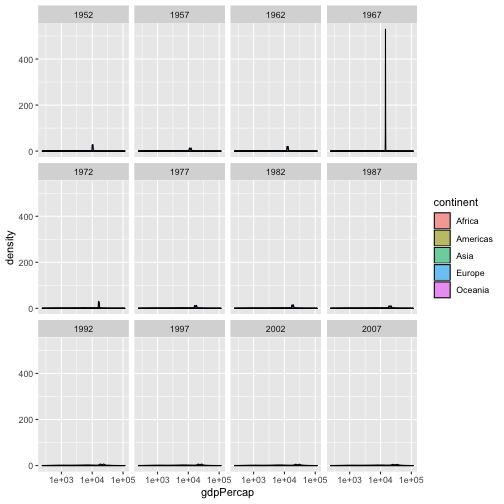 1952 1957 1962 1967
400
200
0
1972 1977 1982 1987
400
200
0
1992 1997 2002 2007
400
200
0
1e+03 1e+04 1e+05 1e+03 1e+04 1e+05 1e+03 1e+04 1e+05 1e+03 1e+04 1e+05
gdpPercap
density
continent
Africa
Americas
Asia
Europe
Oceania